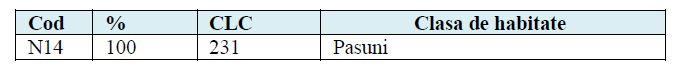 Cod % CLC Clasa de habitate
N14 100 231 Pasuni